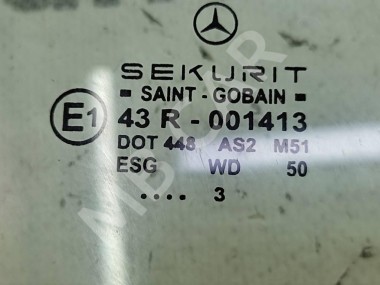 SEKURIT
SAINT - GOBAIN
E1 43 R - 001413
DOT 448 AS2 M51
ESG WD 50
.... 3